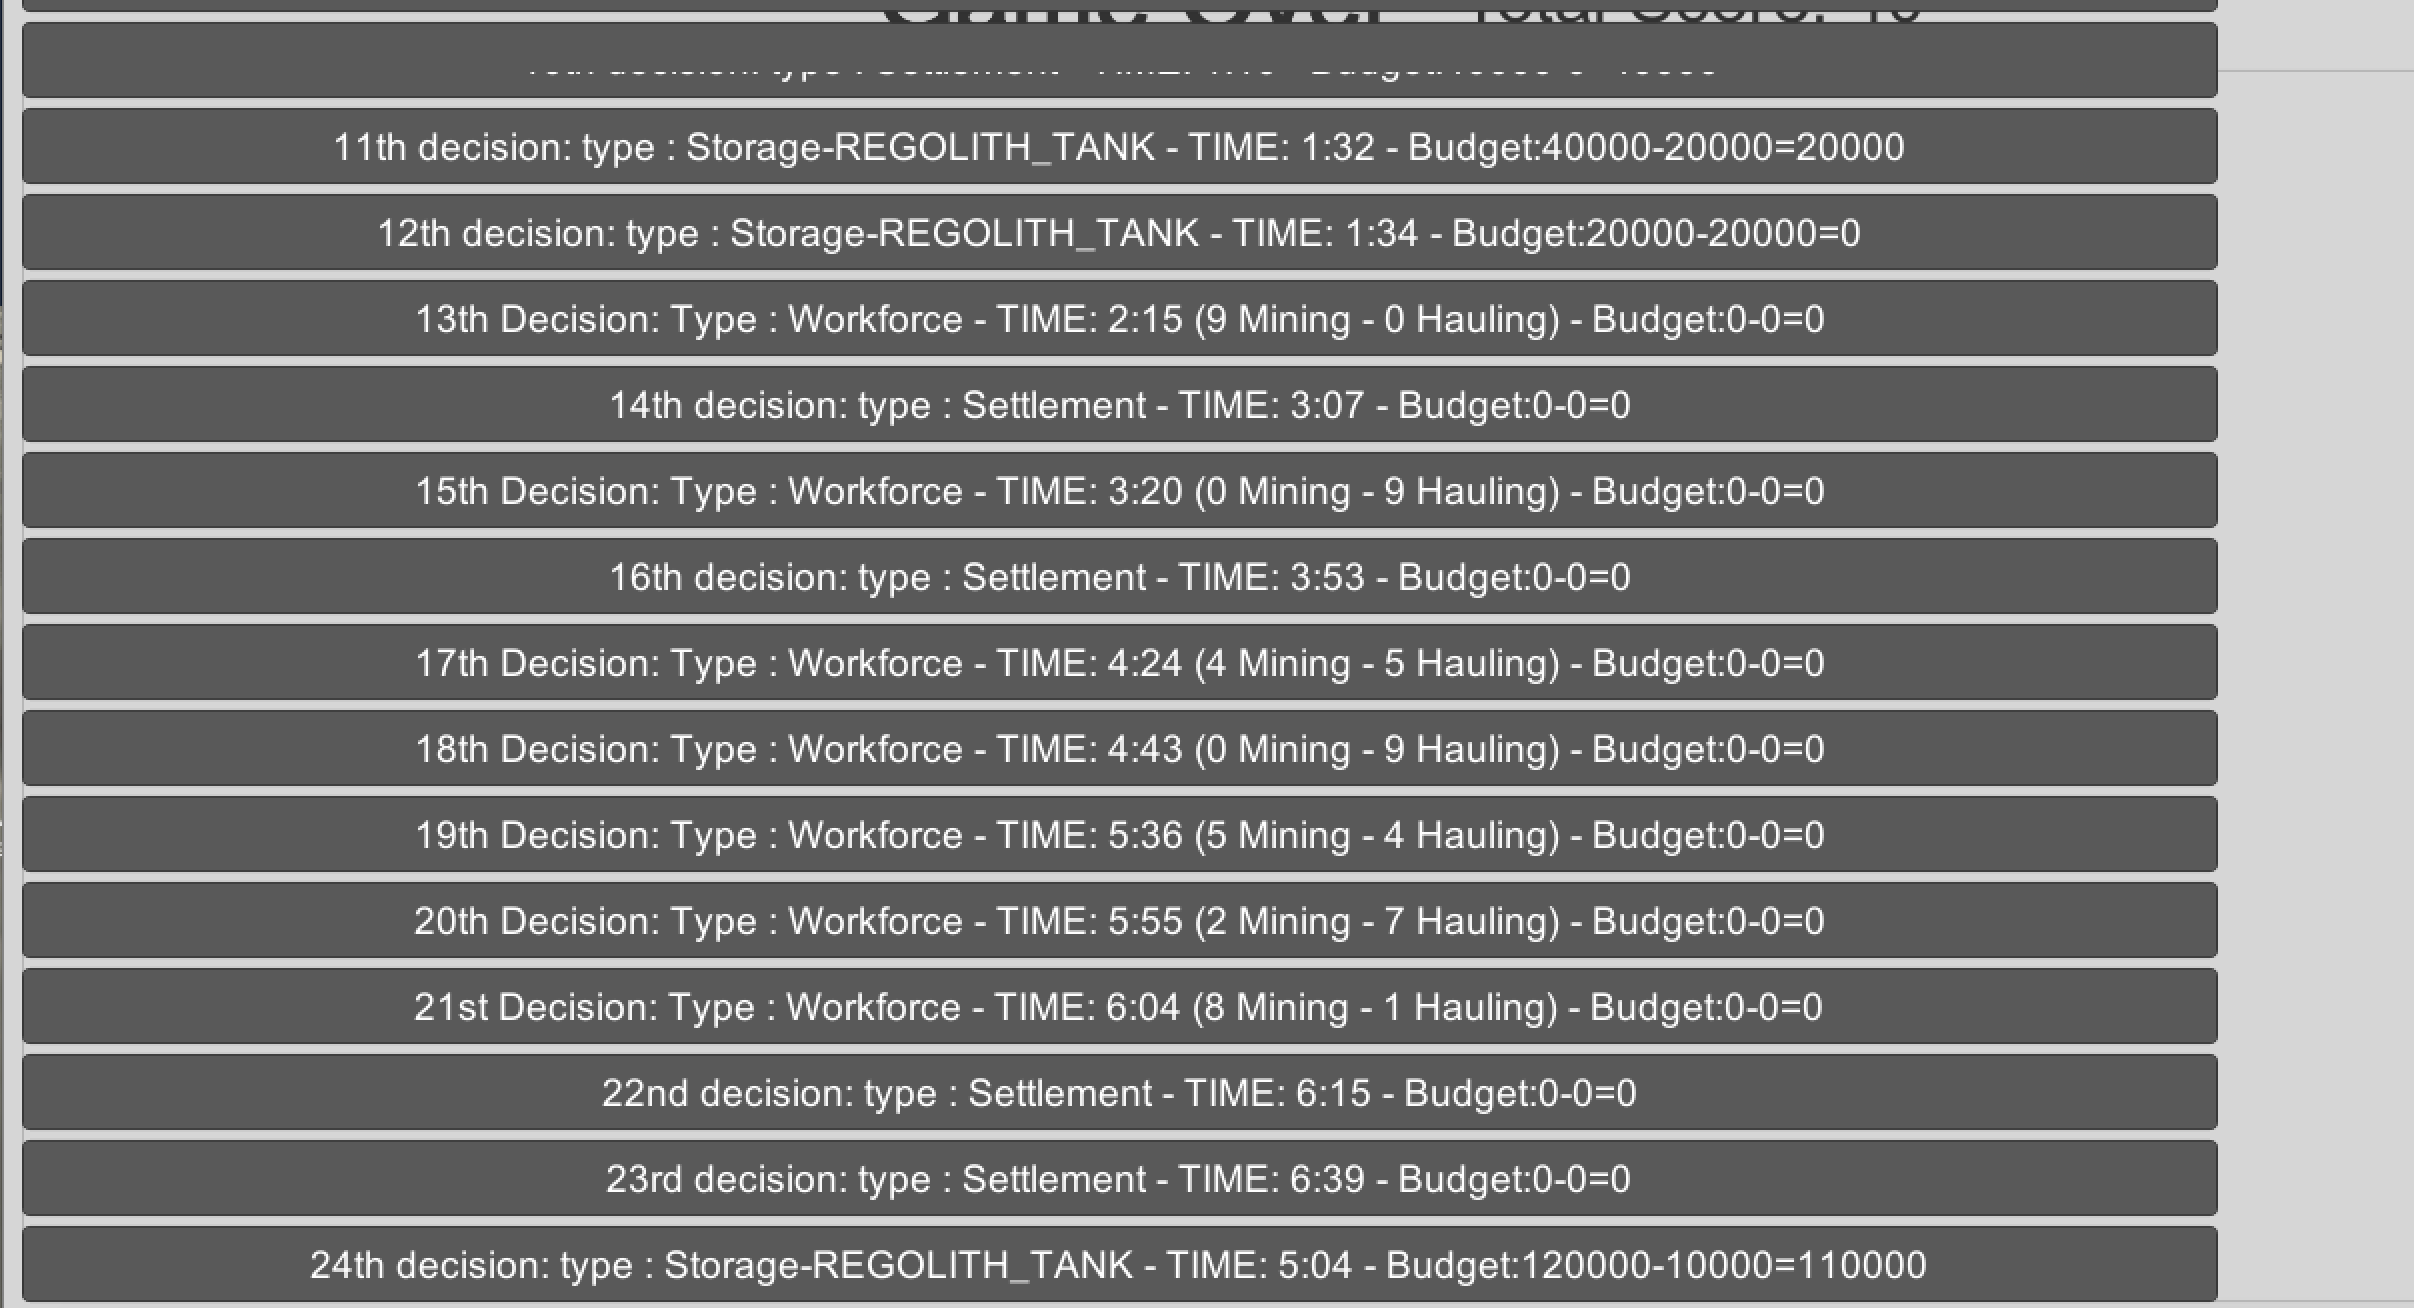 Game Over Total Score:
decision: type : Settlement - TIME: - Budget:
11th decision: type : Storage-REGOLITH_TANK - TIME: 1:32 - Budget:40000-20000=20000
12th decision: type : Storage-REGOLITH_TANK - TIME: 1:34 - Budget:20000-20000=0
13th Decision: Type : Workforce - TIME: 2:15 (9 Mining - 0 Hauling) - Budget:0-0=0
14th decision: type : Settlement - TIME: 3:07 - Budget:0-0=0
15th Decision: Type : Workforce - TIME: 3:20 (0 Mining - 9 Hauling) - Budget:0-0=0
16th decision: type : Settlement - TIME: 3:53 - Budget:0-0=0
17th Decision: Type : Workforce - TIME: 4:24 (4 Mining - 5 Hauling) - Budget:0-0=0
18th Decision: Type : Workforce - TIME: 4:43 (0 Mining - 9 Hauling) - Budget:0-0=0
19th Decision: Type : Workforce - TIME: 5:36 (5 Mining - 4 Hauling) - Budget:0-0=0
20th Decision: Type : Workforce - TIME: 5:55 (2 Mining - 7 Hauling) - Budget:0-0=0
21st Decision: Type : Workforce - TIME: 6:04 (8 Mining - 1 Hauling) - Budget:0-0=0
22nd decision: type : Settlement - TIME: 6:15 - Budget:0-0=0
23rd decision: type : Settlement - TIME: 6:39 - Budget:0-0=0
24th decision: type : Storage-REGOLITH_TANK - TIME: 5:04 - Budget:120000-10000=110000